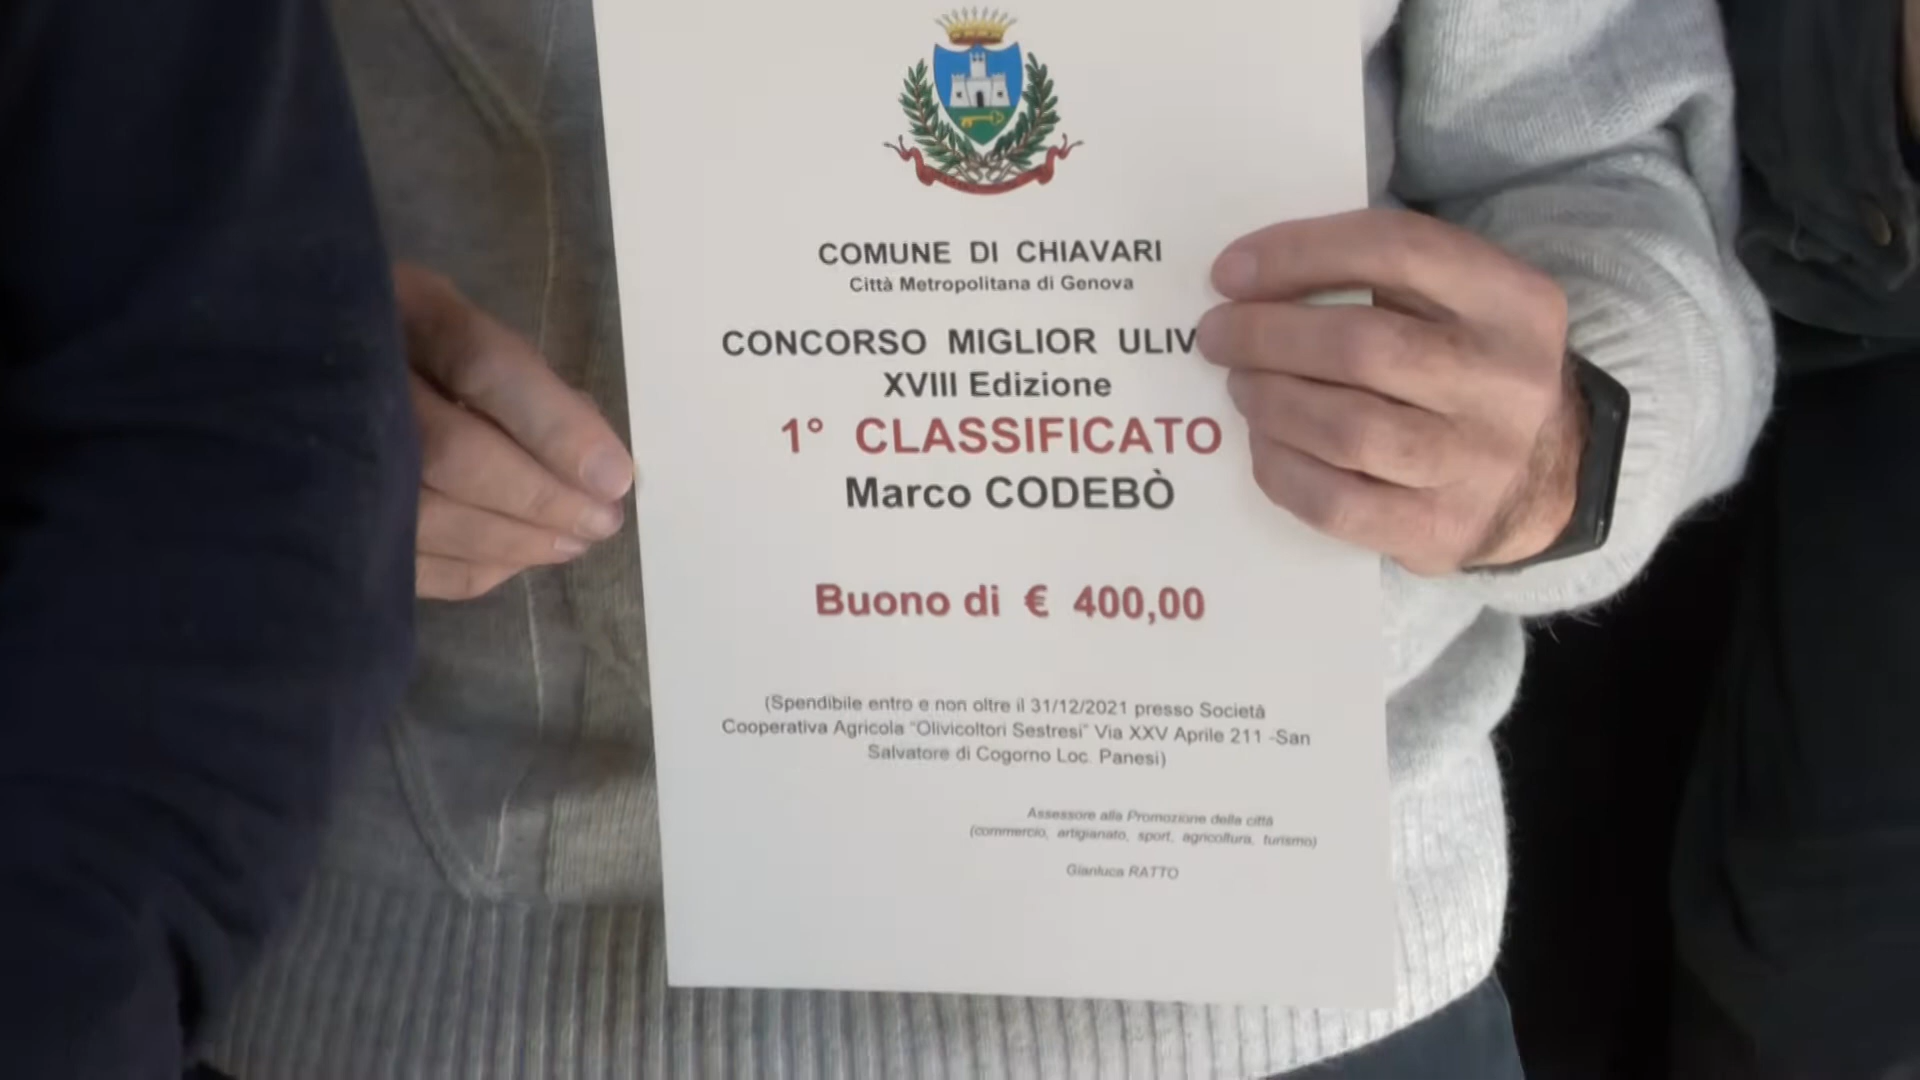 COMUNE DI CHIAVARI
Città Metropolitana di Genova
CONCORSO MIGLIOR ULIV
XVIII Edizione
1° CLASSIFICATO
Marco CODEBÒ
Buono di € 400,00
(Spendibile entro e non oltre il 31/12/2021 presso Società
Cooperativa Agricola "Olivicoltori Sestresi" Via XXV Aprile 211 -San
Salvatore di Cogorno Loc. Panesi)
Assessore alla Promozione della città
(commercio, artigianato, sport, agricoltura, turismo)
Gianluca RATTO